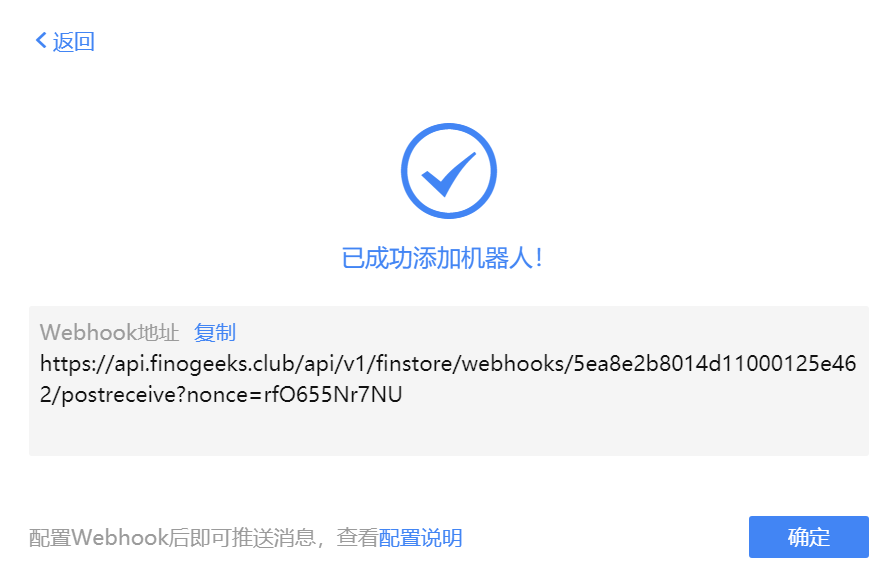 返回
已成功添加机器人！
Webhook地址 复制
https://api.finogeeks.club/api/v1/finstore/webhooks/5ea8e2b8014d11000125e46
2/postreceive?nonce=rfO655Nr7NU
配置Webhook后即可推送消息，查看配置说明
确定